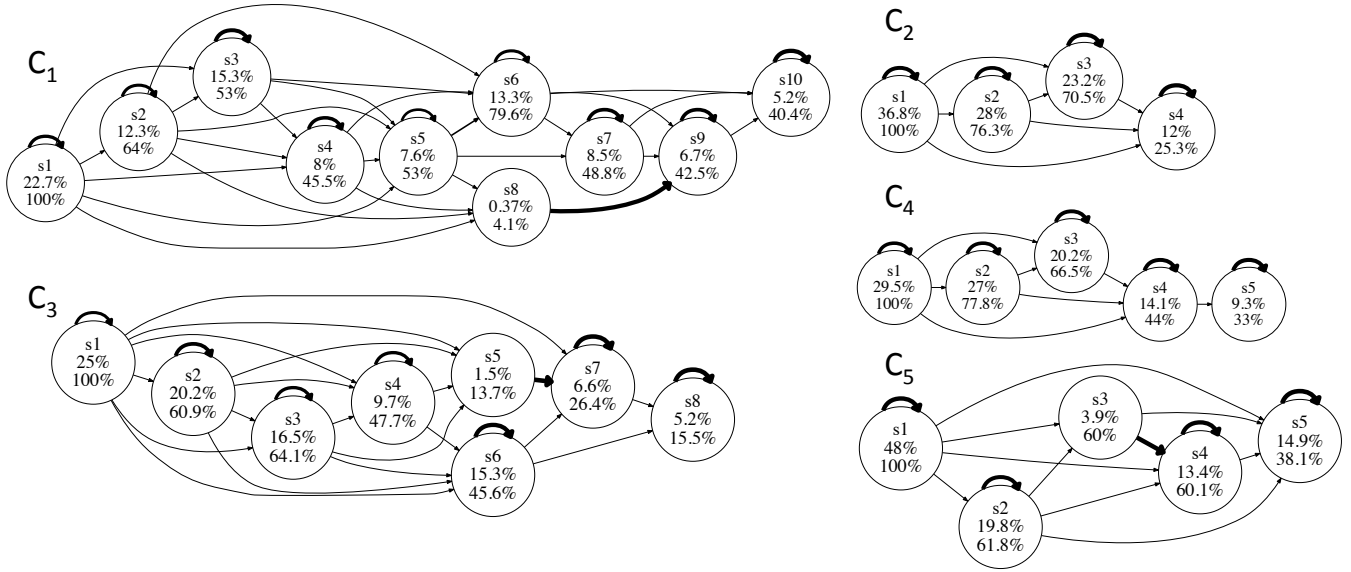 C1
s1
22.7%
100%
s2
12.3%
64%
s3
15.3%
53%
s4
8%
45.5%
s5
7.6%
53%
s6
13.3%
79.6%
s7
8.5%
48.8%
s8
0.37%
4.1%
s9
6.7%
42.5%
s10
5.2%
40.4%
C2
s1
36.8%
100%
s2
28%
76.3%
s3
23.2%
70.5%
s4
12%
25.3%
C3
s1
25%
100%
s2
20.2%
60.9%
s3
16.5%
64.1%
s4
9.7%
47.7%
s5
1.5%
13.7%
s6
15.3%
45.6%
s7
6.6%
26.4%
s8
5.2%
15.5%
C4
s1
29.5%
100%
s2
27%
77.8%
s3
20.2%
66.5%
s4
14.1%
44%
s5
9.3%
33%
C5
s1
48%
100%
s2
19.8%
61.8%
s3
3.9%
60%
s4
13.4%
60.1%
s5
14.9%
38.1%